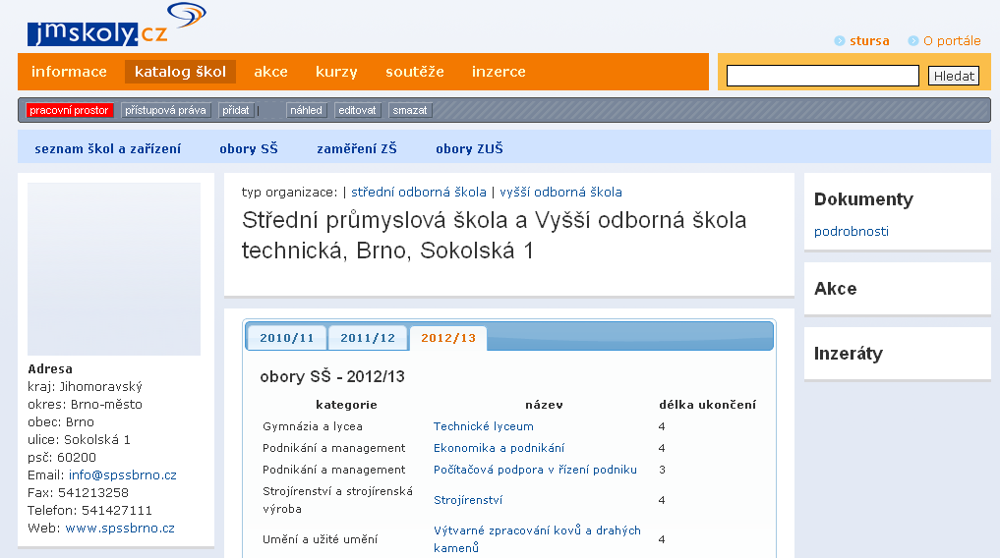 jmskoly.cz
stursa
O portále
informace
katalog škol
akce
kurzy
soutěže
inzerce
Hledat
pracovní prostor
přístupová práva
přidat |
náhled
editovat
smazat
seznam škol a zařízení
obory SŠ
zaměření ZŠ
obory ZUŠ
Adresa
kraj: Jihomoravský
okres: Brno-město
obec: Brno
ulice: Sokolská 1
psč: 60200
Email: info@spssbrno.cz
Fax: 541213258
Telefon: 541427111
Web: www.spssbrno.cz
typ organizace: | střední odborná škola | vyšší odborná škola
Střední průmyslová škola a Vyšší odborná škola
technická, Brno, Sokolská 1
2010/11
2011/12
2012/13
obory SŠ - 2012/13
kategorie název délka ukončení
Gymnázia a lycea Technické lyceum 4
Podnikání a management Ekonomika a podnikání 4
Podnikání a management Počítačová podpora v řízení podniku 3
Strojírenství a strojírenská
výroba
Strojírenství 4
Umění a užité umění
Výtvarné zpracování kovů a drahých
kamenů
4
Dokumenty
podrobnosti
Akce
Inzeráty